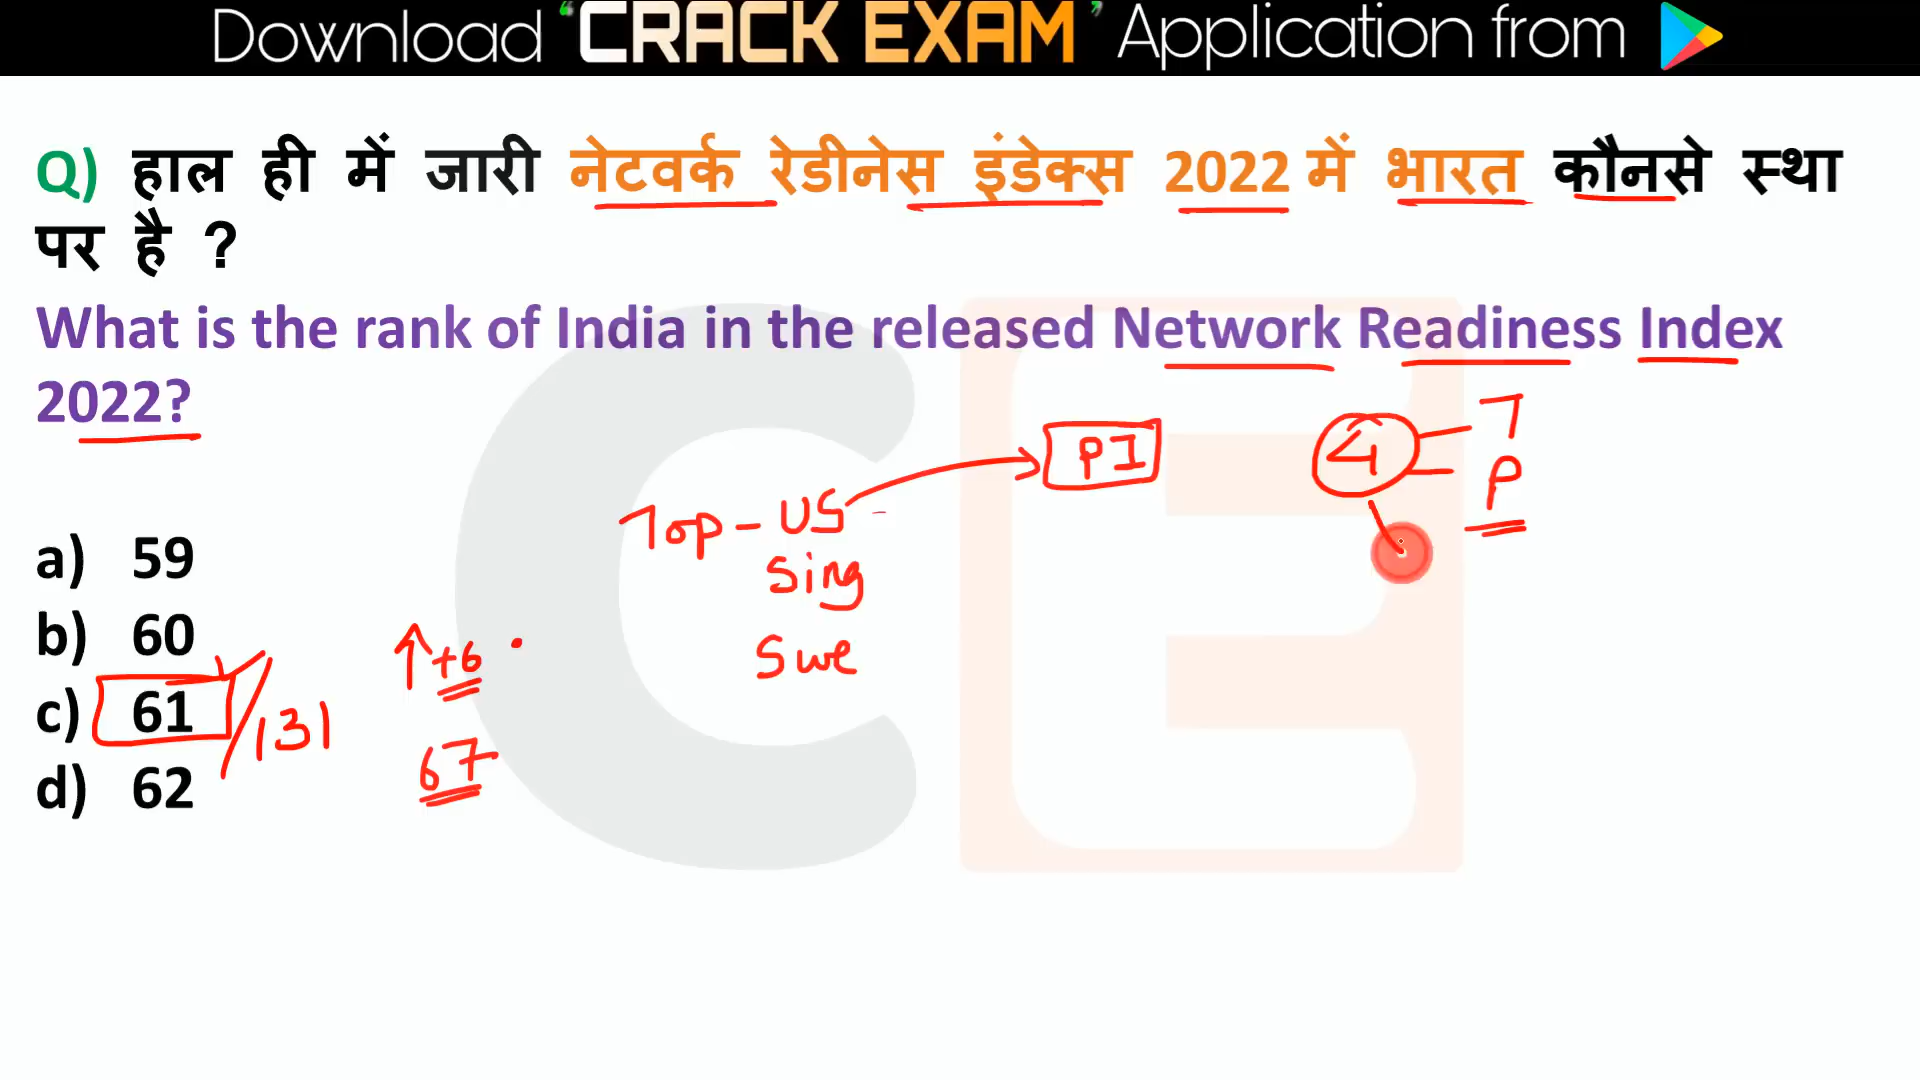 Download ‘CRACK EXAM’ Application from
Q) हाल ही में जारी नेटवर्क रेडीनेस इंडेक्स 2022 में भारत कौनसे स्था
पर है ?
What is the rank of India in the released Network Readiness Index
2022?
a) 59
b) 60
c) 61 /131
d) 62
↑+6
67
Top - US
Sing
Swe
PI
4
T
P
CE